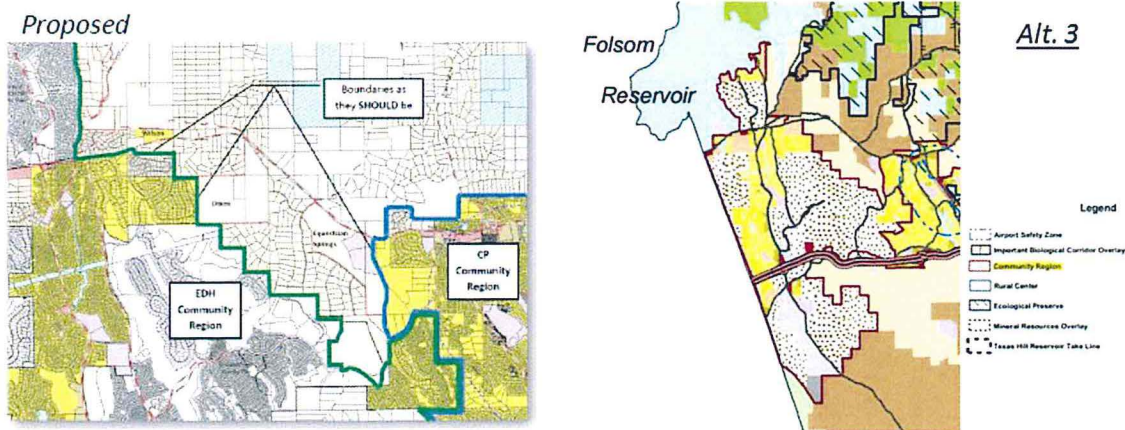 Proposed
Boundaries as
they SHOULD be
Wilson
Dixon
Equestrian
Springs
EDH
Community
Region
CP
Community
Region
Folsom
Reservoir
Alt. 3
Legend
Airport Safety Zone
Important Biological Corridor Overlay
Community Region
Rural Center
Ecological Preserve
Mineral Resources Overlay
Texas Hill Reservoir Take Line